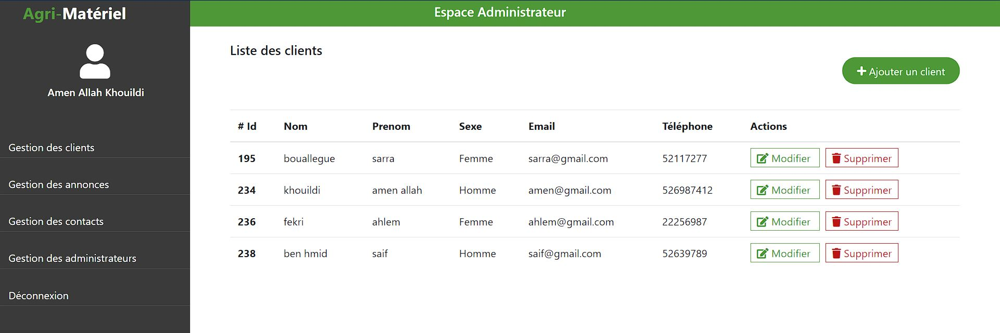 Agri-Matériel
Espace Administrateur
Amen Allah Khouildi
Gestion des clients
Gestion des annonces
Gestion des contacts
Gestion des administrateurs
Déconnexion
Liste des clients
Ajouter un client
# Id Nom Prenom Sexe Email Téléphone Actions
195 bouallegue sarra Femme sarra@gmail.com 52117277 Modifier Supprimer
234 khouildi amen allah Homme amen@gmail.com 526987412 Modifier Supprimer
236 fekri ahlem Femme ahlem@gmail.com 22256987 Modifier Supprimer
238 ben hmid saif Homme saif@gmail.com 52639789 Modifier Supprimer